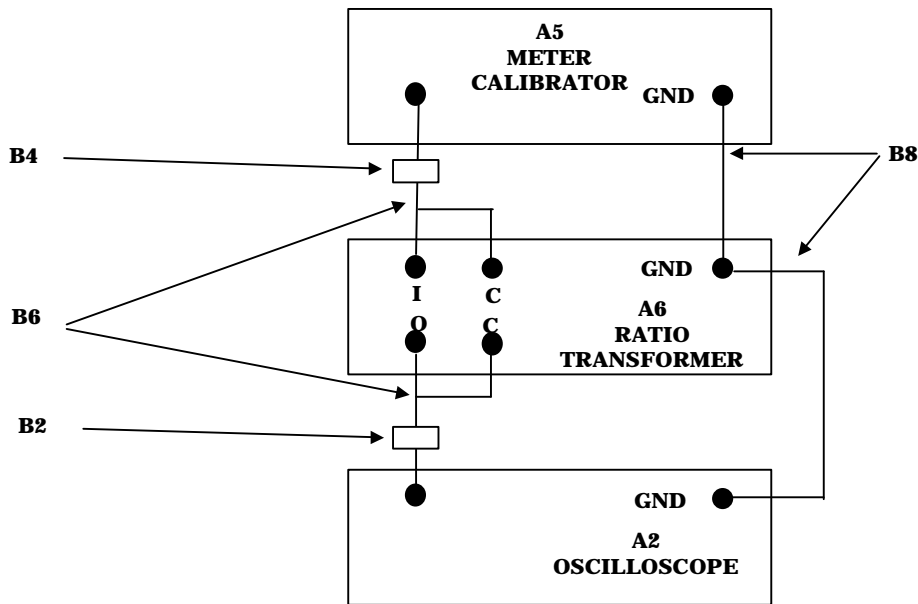 A5
METER
CALIBRATOR
GND
B4
B8
GND
I C
O C
A6
RATIO
TRANSFORMER
B6
B2
GND
A2
OSCILLOSCOPE